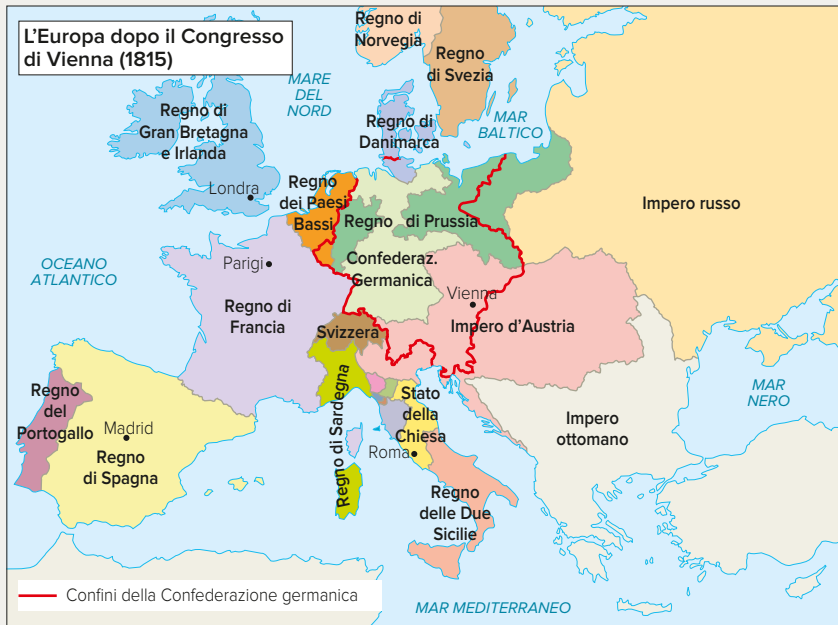 L'Europa dopo il Congresso
di Vienna (1815)
Regno di
Norvegia
Regno
di Svezia
MARE
DEL
NORD
MAR
BALTICO
Regno di
Gran Bretagna
e Irlanda
Londra
Regno di
Danimarca
Regno
dei Paesi
Bassi
Regno di Prussia
Impero russo
OCEANO
ATLANTICO
Parigi
Confederaz.
Germanica
Vienna
Regno di
Francia
Svizzera
Impero d'Austria
Regno
del
Portogallo
Madrid
Regno
di Spagna
Regno di Sardegna
Stato
della
Chiesa
Roma
Impero
ottomano
MAR
NERO
Regno
delle Due
Sicilie
Confini della Confederazione germanica
MAR MEDITERRANEO